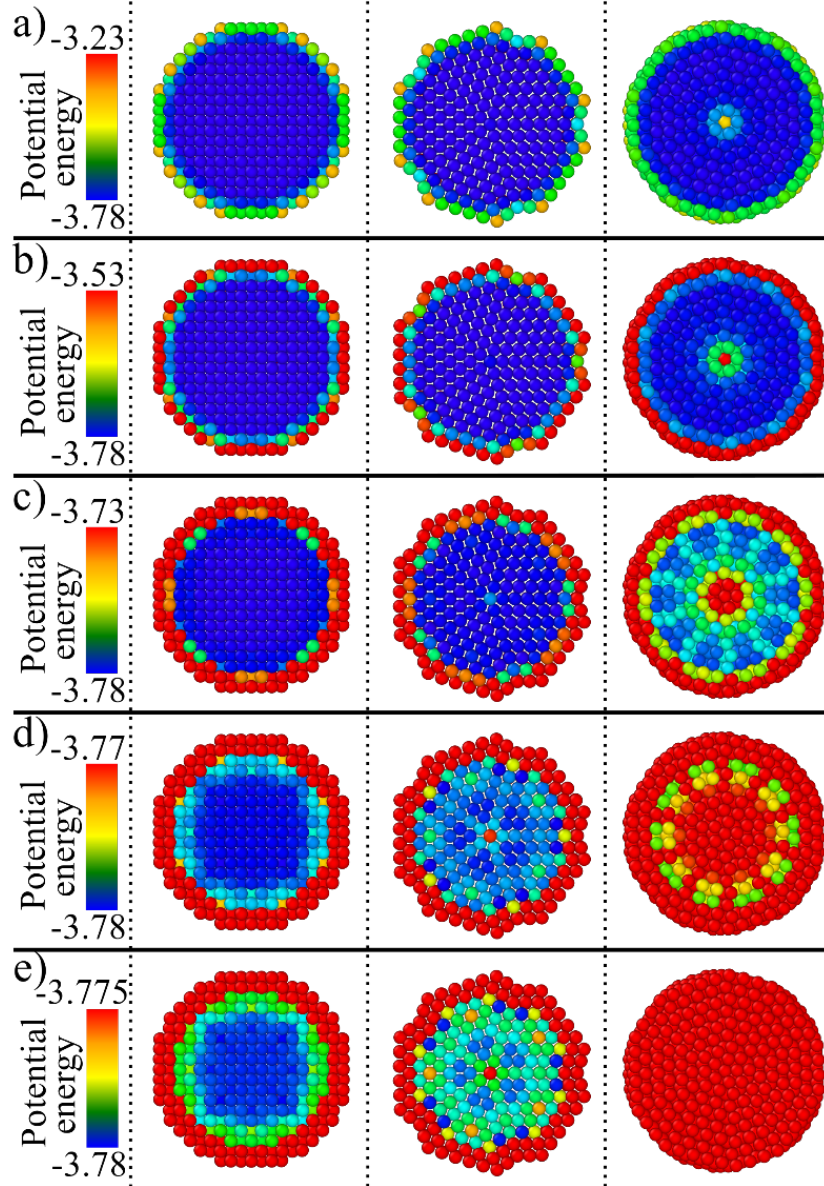 a)
-3.23
Potential
energy
-3.78
b)
-3.53
Potential
energy
-3.78
c)
-3.73
Potential
energy
-3.78
d)
-3.77
Potential
energy
-3.78
e)
-3.775
Potential
energy
-3.78